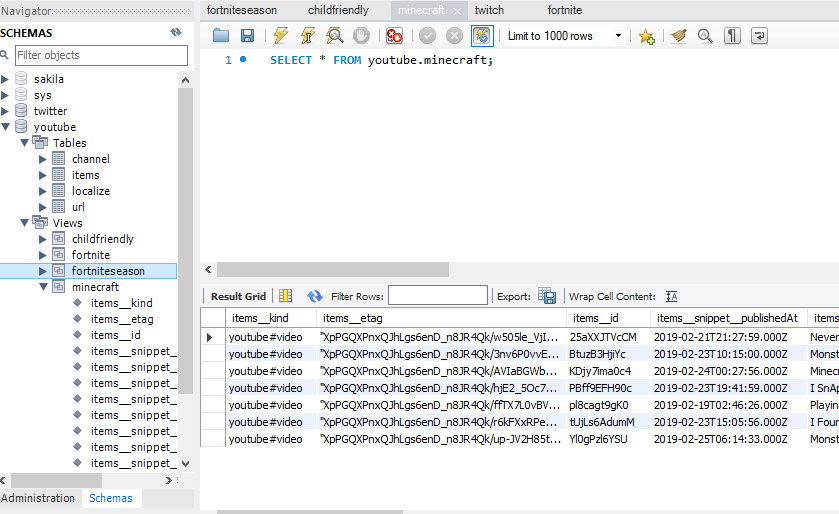 Navigator
SCHEMAS
Filter objects
sakila
sys
twitter
youtube
Tables
channel
items
localize
url
Views
childfriendly
fortnite
fortniteseason
minecraft
items__kind
items__etag
items__id
items__snippet_
items__snippet_
items__snippet_
items__snippet_
items__snippet_
items__snippet_
items__snippet_
items__snippet_
Administration Schemas
fortniteseason childfriendly minecraft twitch fortnite
Limit to 1000 rows
1 SELECT * FROM youtube.minecraft;
Result Grid Filter Rows: Export: Wrap Cell Content:
items__kind items__etag items__id items__snippet__publishedAt items
youtube#video "XpPGQXPnxQJhLgs6enD_n8JR4Qk/w505le_VjI... 25aXXJTVcCM 2019-02-21T21:27:59.000Z Never
youtube#video "XpPGQXPnxQJhLgs6enD_n8JR4Qk/3nv6P0vvE... BtuzB3HjiYc 2019-02-23T10:15:00.000Z Monst
youtube#video "XpPGQXPnxQJhLgs6enD_n8JR4Qk/AVIaBGWb... KDjy7ima0c4 2019-02-24T00:27:56.000Z Minecr
youtube#video "XpPGQXPnxQJhLgs6enD_n8JR4Qk/hjE2_5Oc7... PBff9EFH90c 2019-02-23T19:41:59.000Z I SnAp
youtube#video "XpPGQXPnxQJhLgs6enD_n8JR4Qk/ffTX7L0vBV... pl8cagt9gK0 2019-02-19T02:46:26.000Z Playin
youtube#video "XpPGQXPnxQJhLgs6enD_n8JR4Qk/r6kFXxRPe... tUjLs6AdumM 2019-02-23T15:05:56.000Z I Foun
youtube#video "XpPGQXPnxQJhLgs6enD_n8JR4Qk/up-JV2H85t... Yl0gPzl6YSU 2019-02-25T06:14:33.000Z Monst